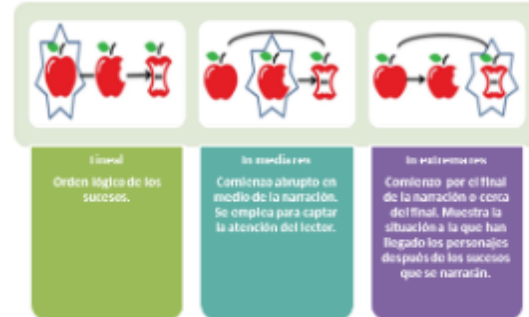 Lineal
Orden lógico de los
sucesos.
In media res
Comienzo abrupto en
medio de la narración.
Se emplea para captar
la atención del lector.
In extrema res
Comienzo por el final
de la narración o cerca
del final. Muestra la
situación a la que han
llegado los personajes
después de los sucesos
que se narrarán.